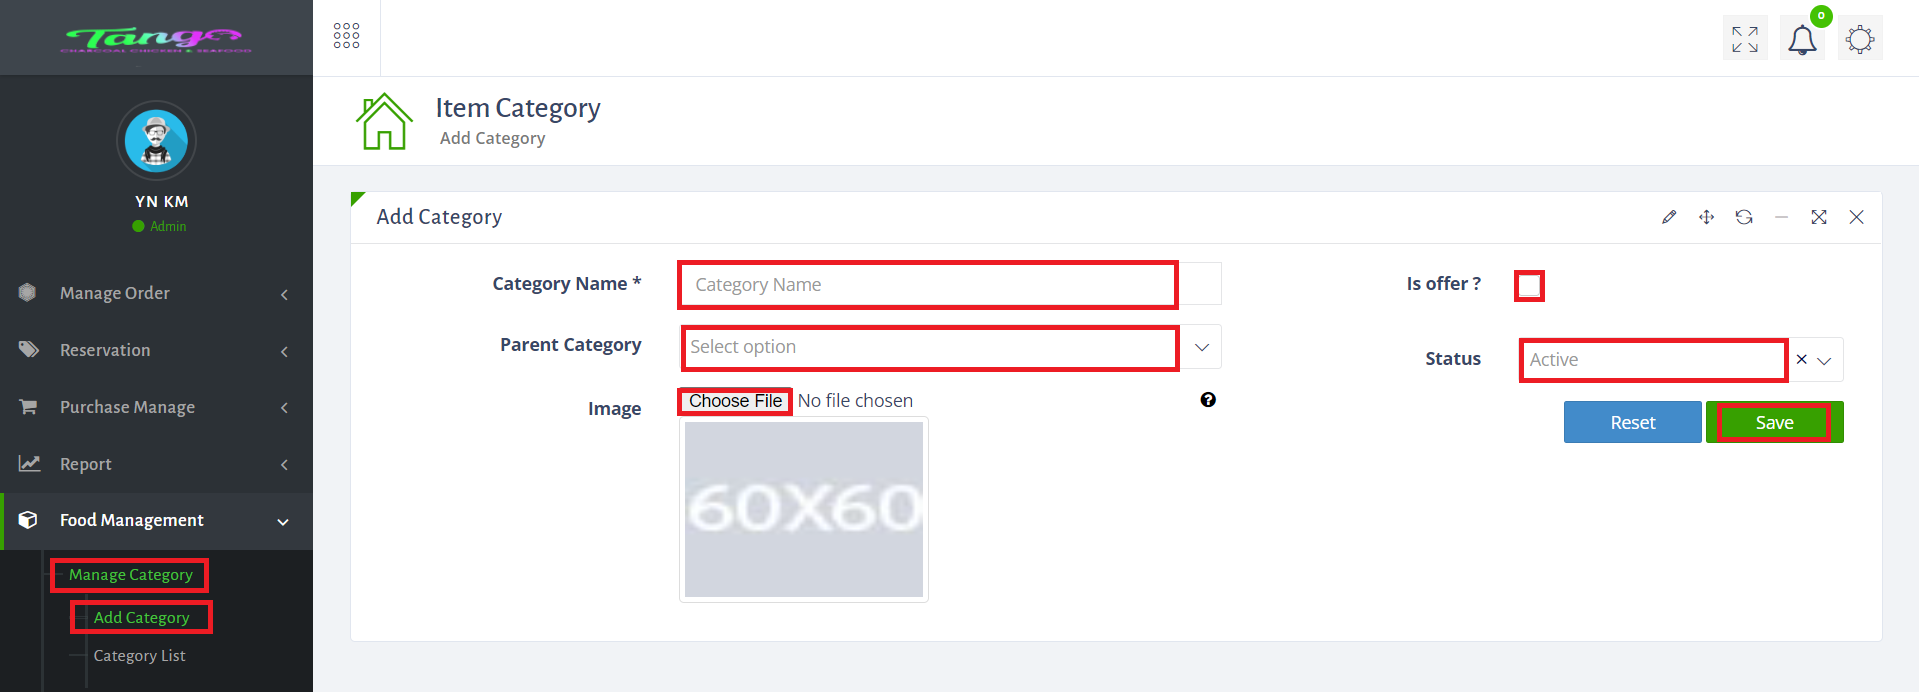 Tango
CHARCOAL CHICKEN & SEAFOOD
0
Item Category
Add Category
YN KM
Admin
Manage Order
Reservation
Purchase Manage
Report
Food Management
Manage Category
Add Category
Category List
Add Category
Category Name *
Category Name
Is offer ?
Parent Category
Select option
Status
Active
Image
Choose File No file chosen
Reset
Save
60X60